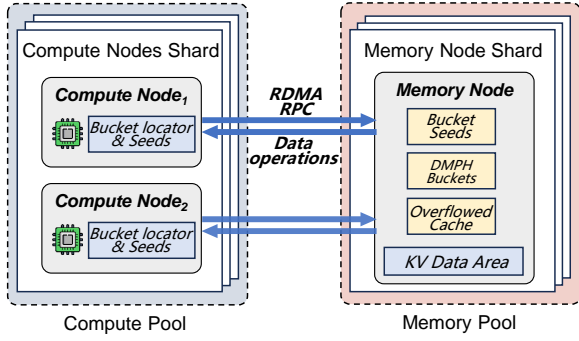 Compute Nodes Shard
Compute Node1
Bucket locator
& Seeds
Compute Node2
Bucket locator
& Seeds
Compute Pool
RDMA
RPC
Data
operations
Memory Node Shard
Memory Node
Bucket
Seeds
DMPH
Buckets
Overflowed
Cache
KV Data Area
Memory Pool